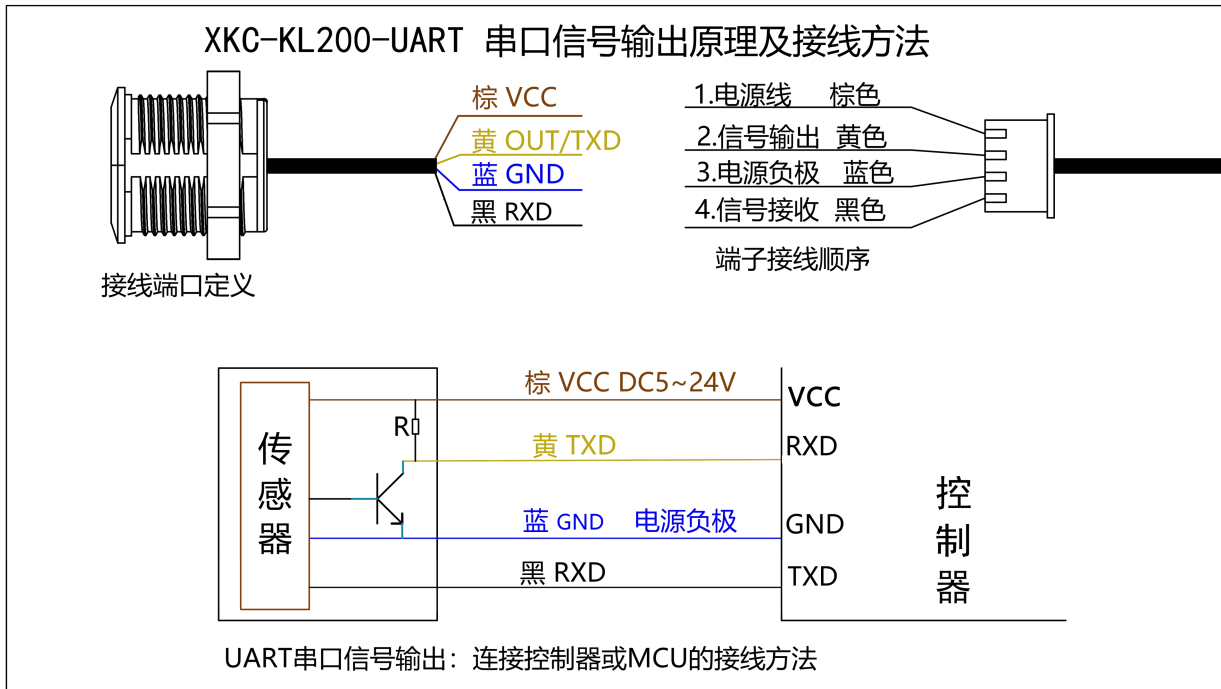 XKC-KL200-UART 串口信号输出原理及接线方法
棕 VCC
黄 OUT/TXD
蓝 GND
黑 RXD
接线端口定义
1.电源线 棕色
2.信号输出 黄色
3.电源负极 蓝色
4.信号接收 黑色
端子接线顺序
传感器
R
棕 VCC DC5~24V
黄 TXD
蓝 GND 电源负极
黑 RXD
VCC
RXD
GND
TXD
控制器
UART串口信号输出：连接控制器或MCU的接线方法